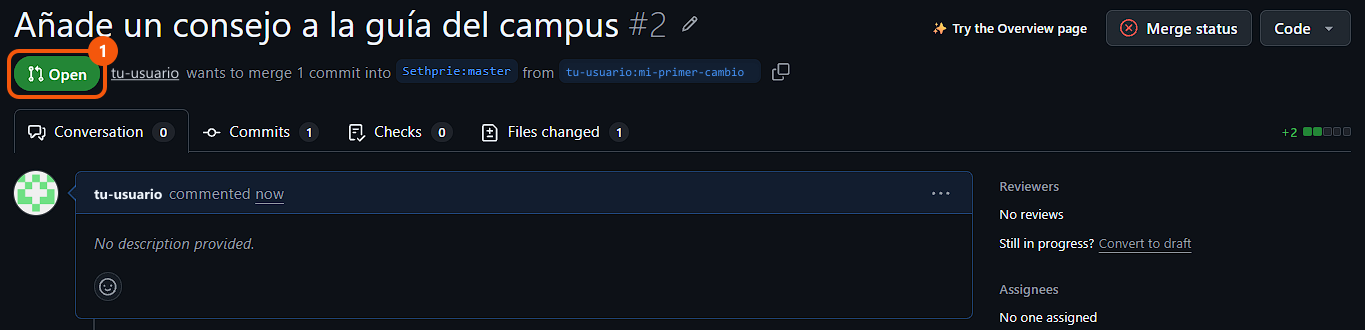 Añade un consejo a la guía del campus #2
Try the Overview page
Merge status
Code
1
Open
tu-usuario wants to merge 1 commit into Sethprie:master from tu-usuario:mi-primer-cambio
Conversation 0
Commits 1
Checks 0
Files changed 1
+2
tu-usuario commented now
No description provided.
Reviewers
No reviews
Still in progress? Convert to draft
Assignees
No one assigned